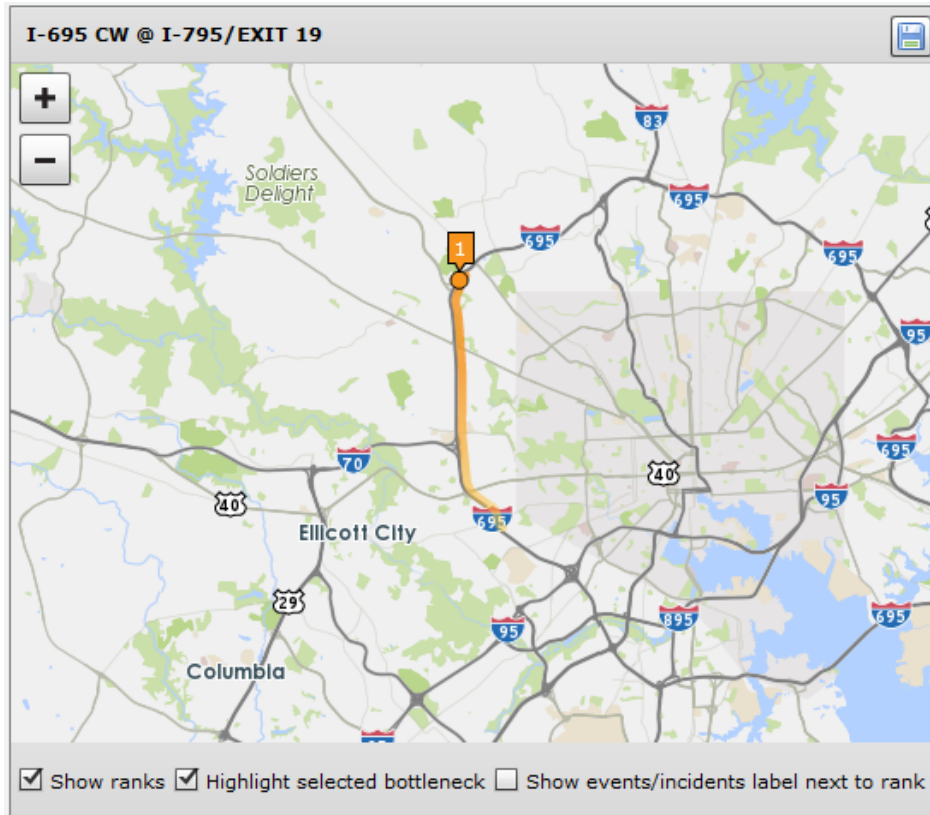 I-695 CW @ I-795/EXIT 19
+
−
83
Soldiers
Delight
695
695
1
695
95
70
40
695
40
95
695
Ellicott City
29
95
895
695
Columbia
Show ranks
Highlight selected bottleneck
Show events/incidents label next to rank